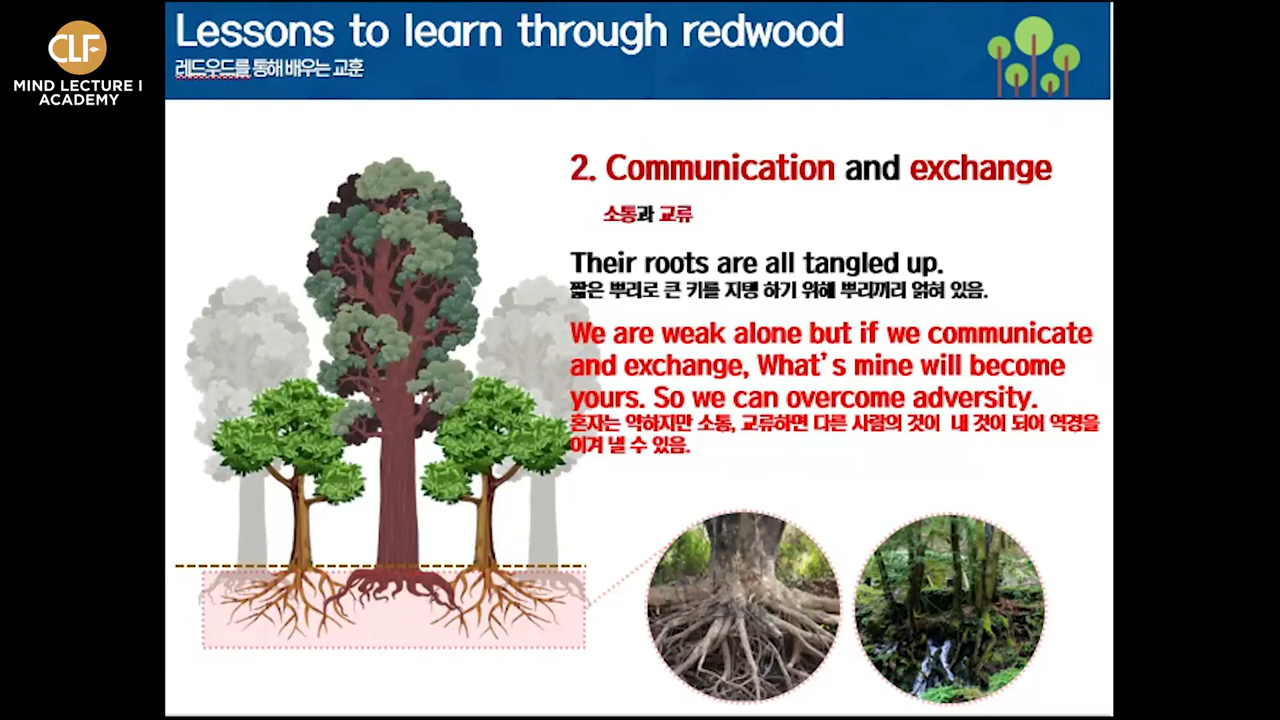 CLF
MIND LECTURE I
ACADEMY
Lessons to learn through redwood
레드우드를 통해 배우는 교훈
2. Communication and exchange
소통과 교류
Their roots are all tangled up.
짧은 뿌리로 큰 키를 지탱 하기 위해 뿌리끼리 얽혀 있음.
We are weak alone but if we communicate
and exchange, What's mine will become
yours. So we can overcome adversity.
혼자는 약하지만 소통, 교류하면 다른 사람의 것이 내 것이 되어 역경을
이겨 낼 수 있음.